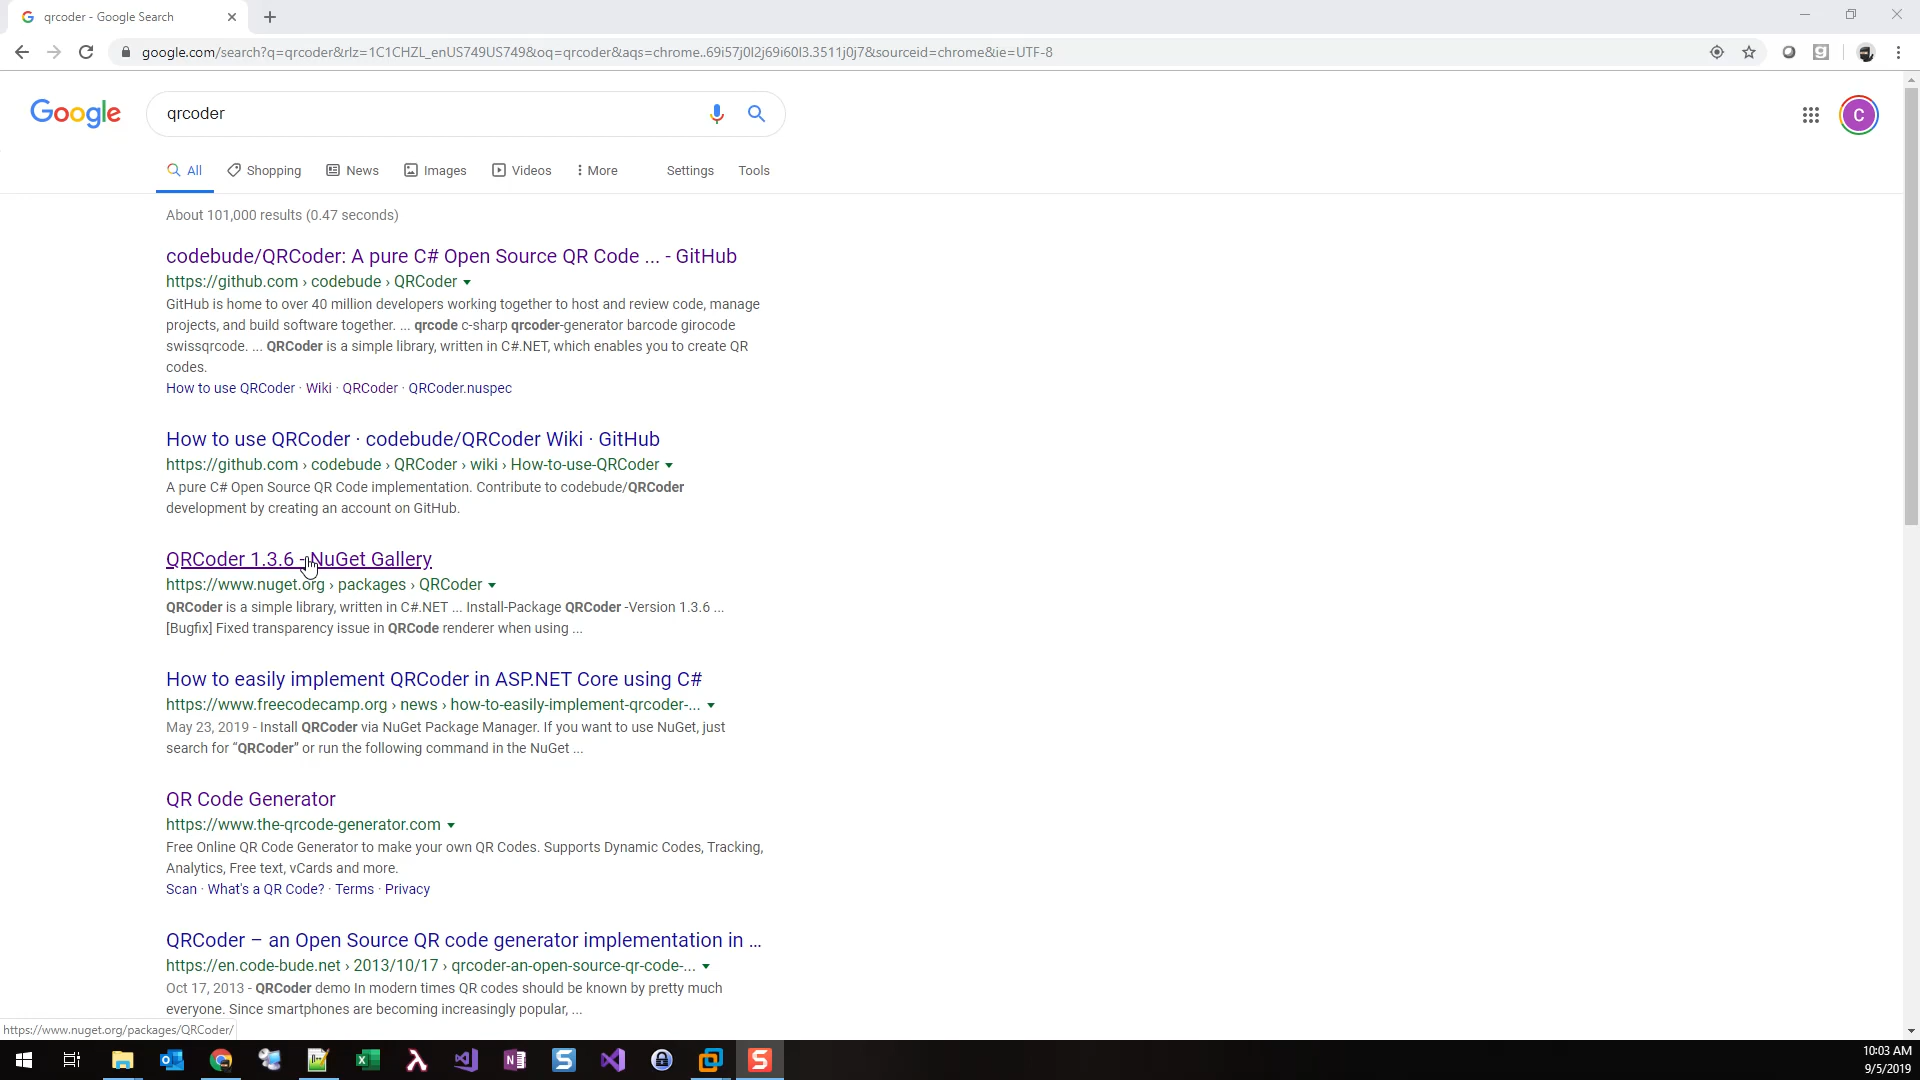 qrcoder - Google Search
google.com/search?q=qrcoder&rlz=1C1CHZL_enUS749US749&oq=qrcoder&aqs=chrome..69i57j0l2j69i60l3.3511j0j7&sourceid=chrome&ie=UTF-8
Google
qrcoder
C
All Shopping News Images Videos More Settings Tools
About 101,000 results (0.47 seconds)
codebude/QRCoder: A pure C# Open Source QR Code ... - GitHub
https://github.com › codebude › QRCoder
GitHub is home to over 40 million developers working together to host and review code, manage
projects, and build software together. ... qrcode c-sharp qrcoder-generator barcode girocode
swissqrcode. ... QRCoder is a simple library, written in C#.NET, which enables you to create QR
codes.
How to use QRCoder · Wiki · QRCoder · QRCoder.nuspec
How to use QRCoder · codebude/QRCoder Wiki · GitHub
https://github.com › codebude › QRCoder › wiki › How-to-use-QRCoder
A pure C# Open Source QR Code implementation. Contribute to codebude/QRCoder
development by creating an account on GitHub.
QRCoder 1.3.6 - NuGet Gallery
https://www.nuget.org › packages › QRCoder
QRCoder is a simple library, written in C#.NET ... Install-Package QRCoder -Version 1.3.6 ...
[Bugfix] Fixed transparency issue in QRCode renderer when using ...
How to easily implement QRCoder in ASP.NET Core using C#
https://www.freecodecamp.org › news › how-to-easily-implement-qrcoder-...
May 23, 2019 - Install QRCoder via NuGet Package Manager. If you want to use NuGet, just
search for “QRCoder” or run the following command in the NuGet ...
QR Code Generator
https://www.the-qrcode-generator.com
Free Online QR Code Generator to make your own QR Codes. Supports Dynamic Codes, Tracking,
Analytics, Free text, vCards and more.
Scan · What's a QR Code? · Terms · Privacy
QRCoder – an Open Source QR code generator implementation in ...
https://en.code-bude.net › 2013/10/17 › qrcoder-an-open-source-qr-code-...
Oct 17, 2013 - QRCoder demo In modern times QR codes should be known by pretty much
everyone. Since smartphones are becoming increasingly popular, ...
https://www.nuget.org/packages/QRCoder/
10:03 AM
9/5/2019